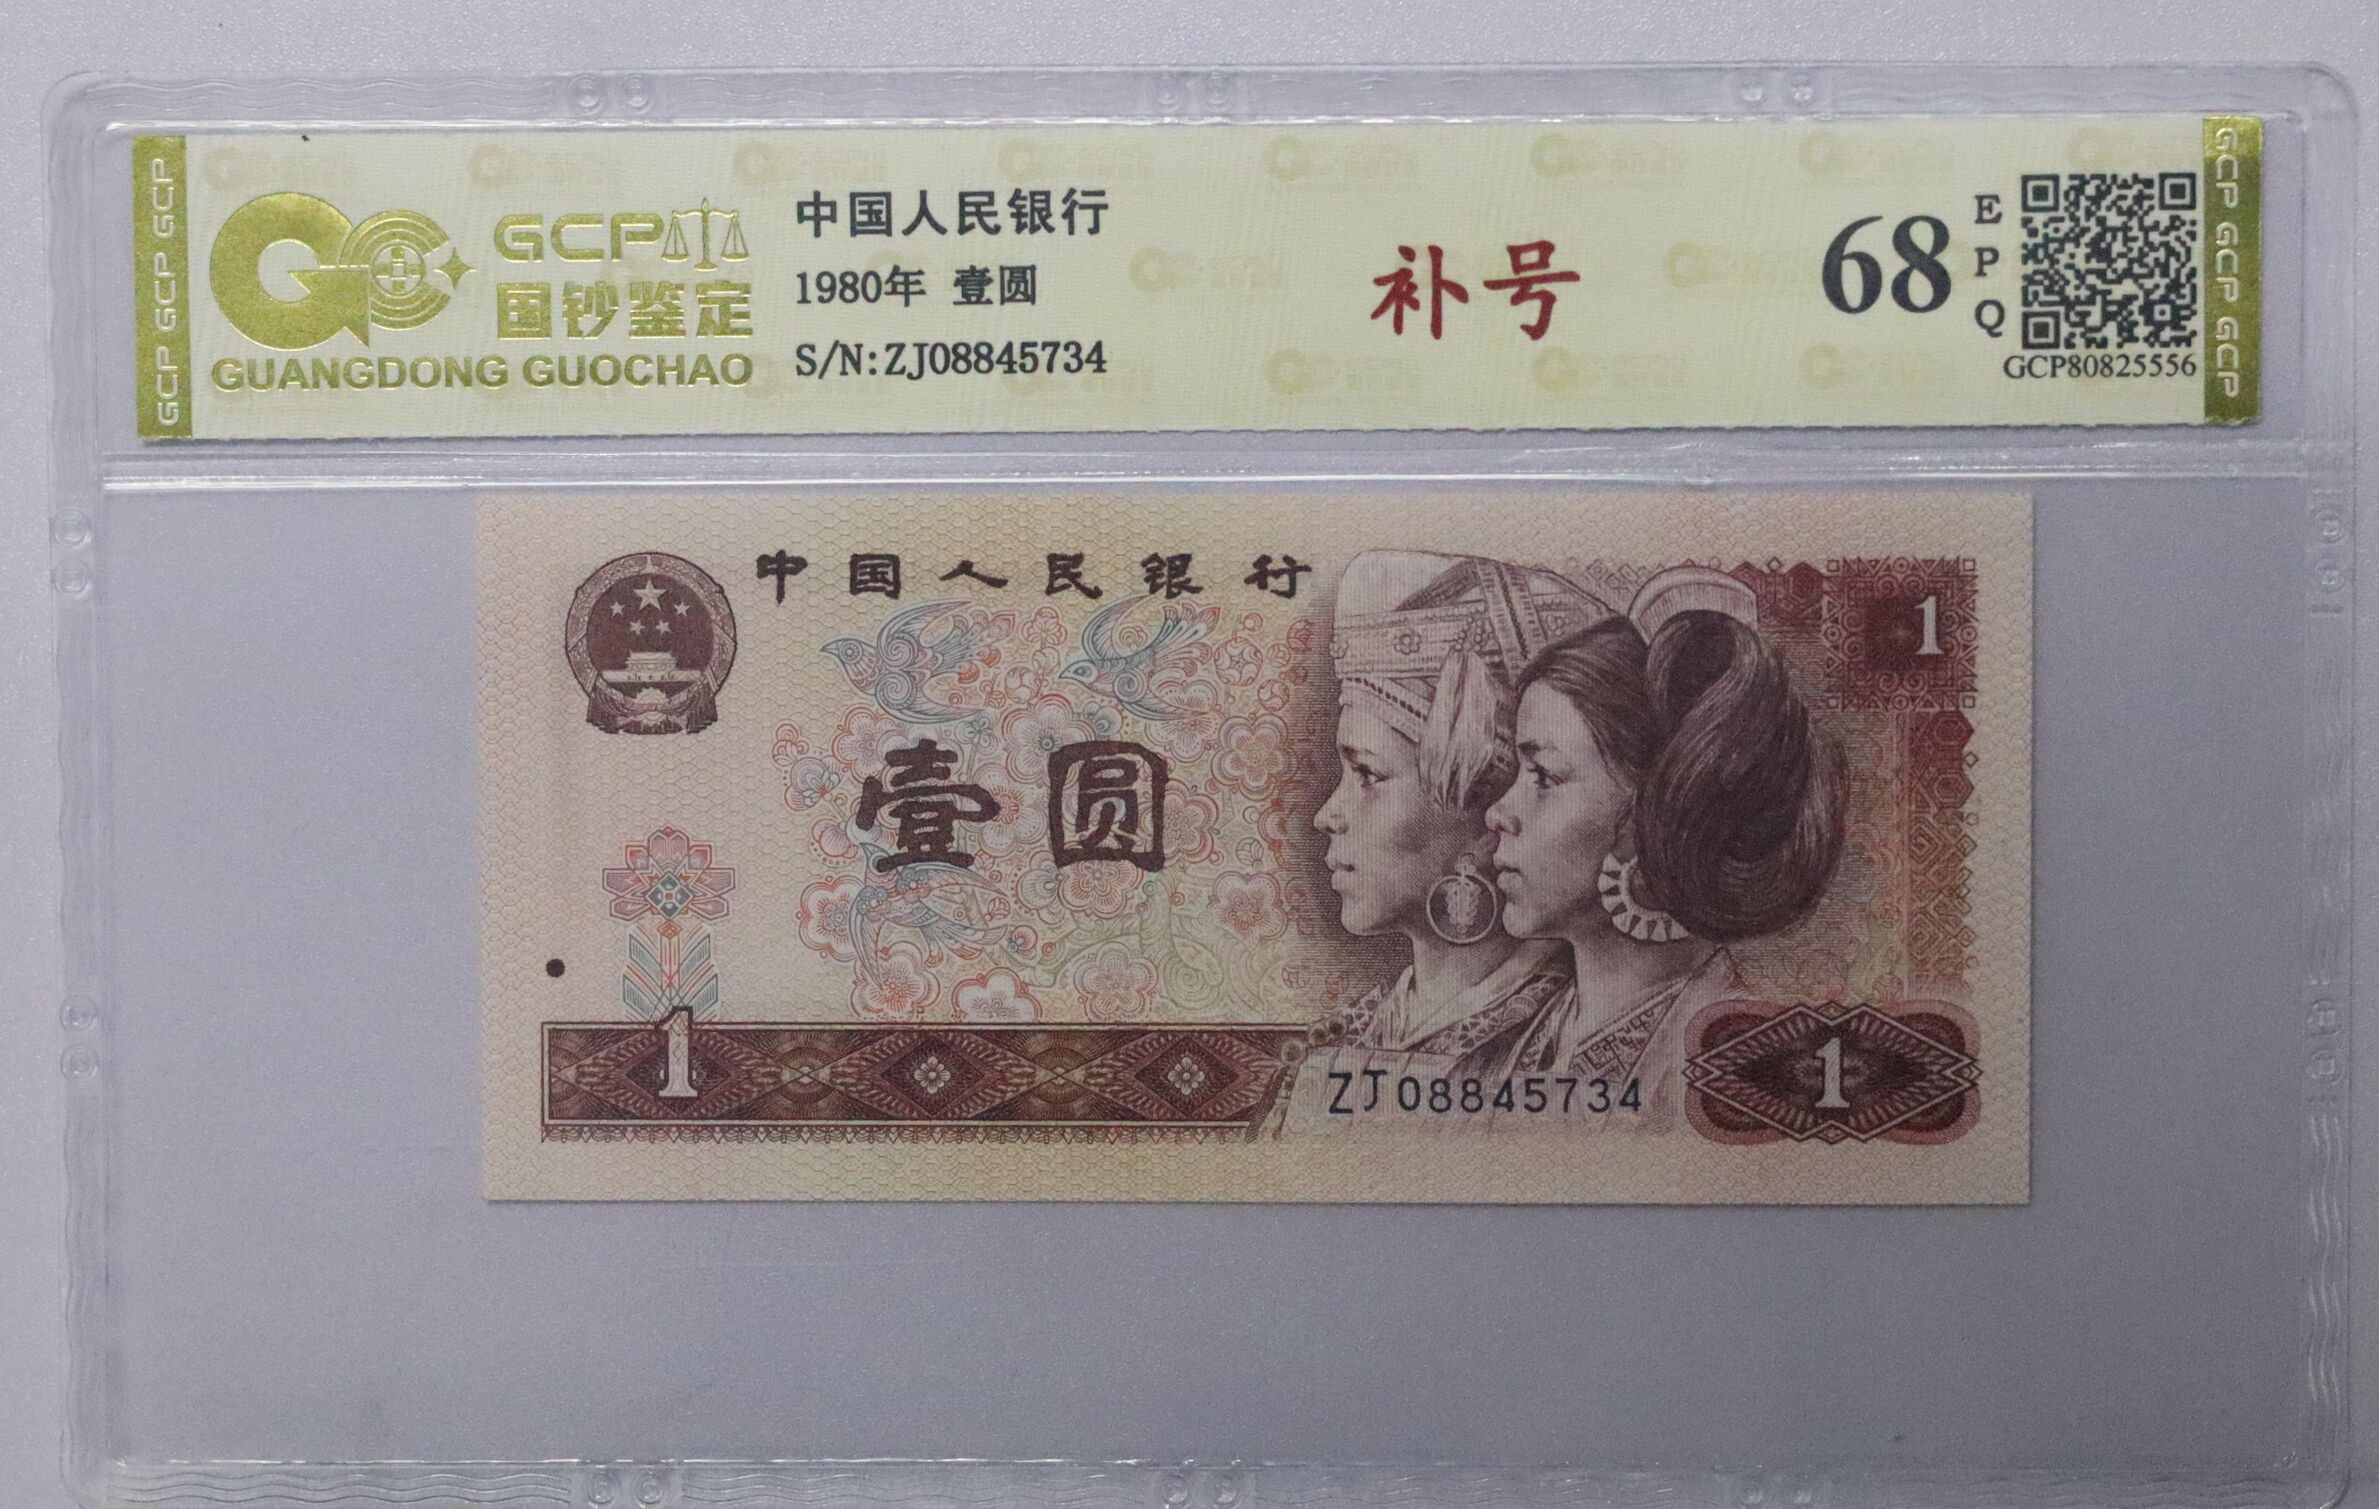 GCP GCP GCP
GCP
国钞鉴定
GUANGDONG GUOCHAO
中国人民银行
1980年 壹圆
S/N:ZJ08845734
补号
68
EPQ
GCP80825556
GCP GCP GCP
中国人民银行
1
壹圆
1
ZJ08845734
1